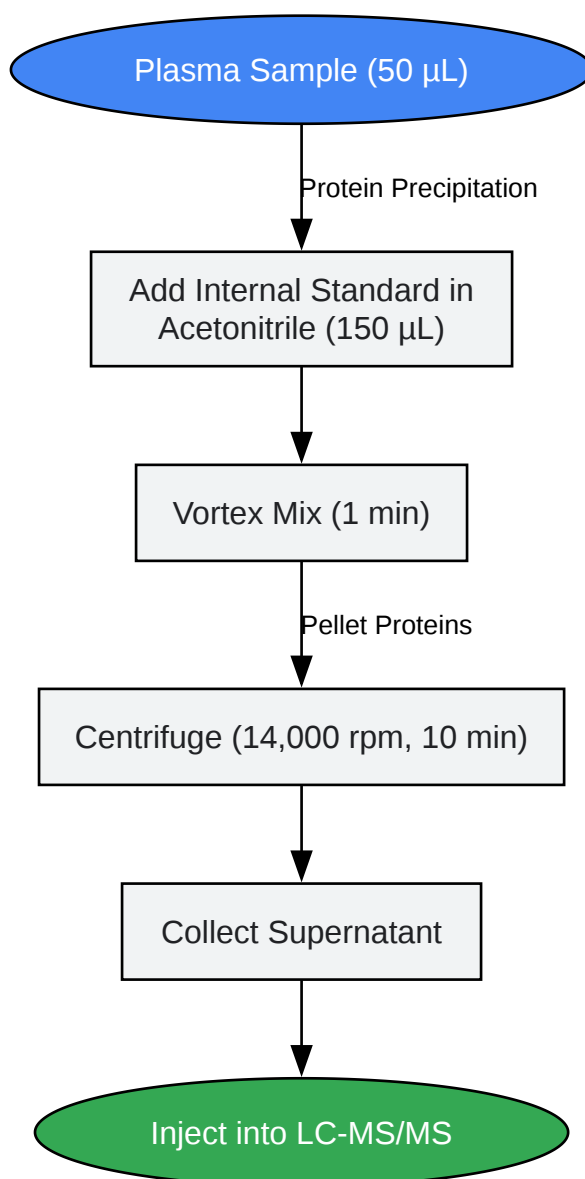 Plasma Sample (50 µL)
Protein Precipitation
Add Internal Standard in
Acetonitrile (150 µL)
Vortex Mix (1 min)
Pellet Proteins
Centrifuge (14,000 rpm, 10 min)
Collect Supernatant
Inject into LC-MS/MS